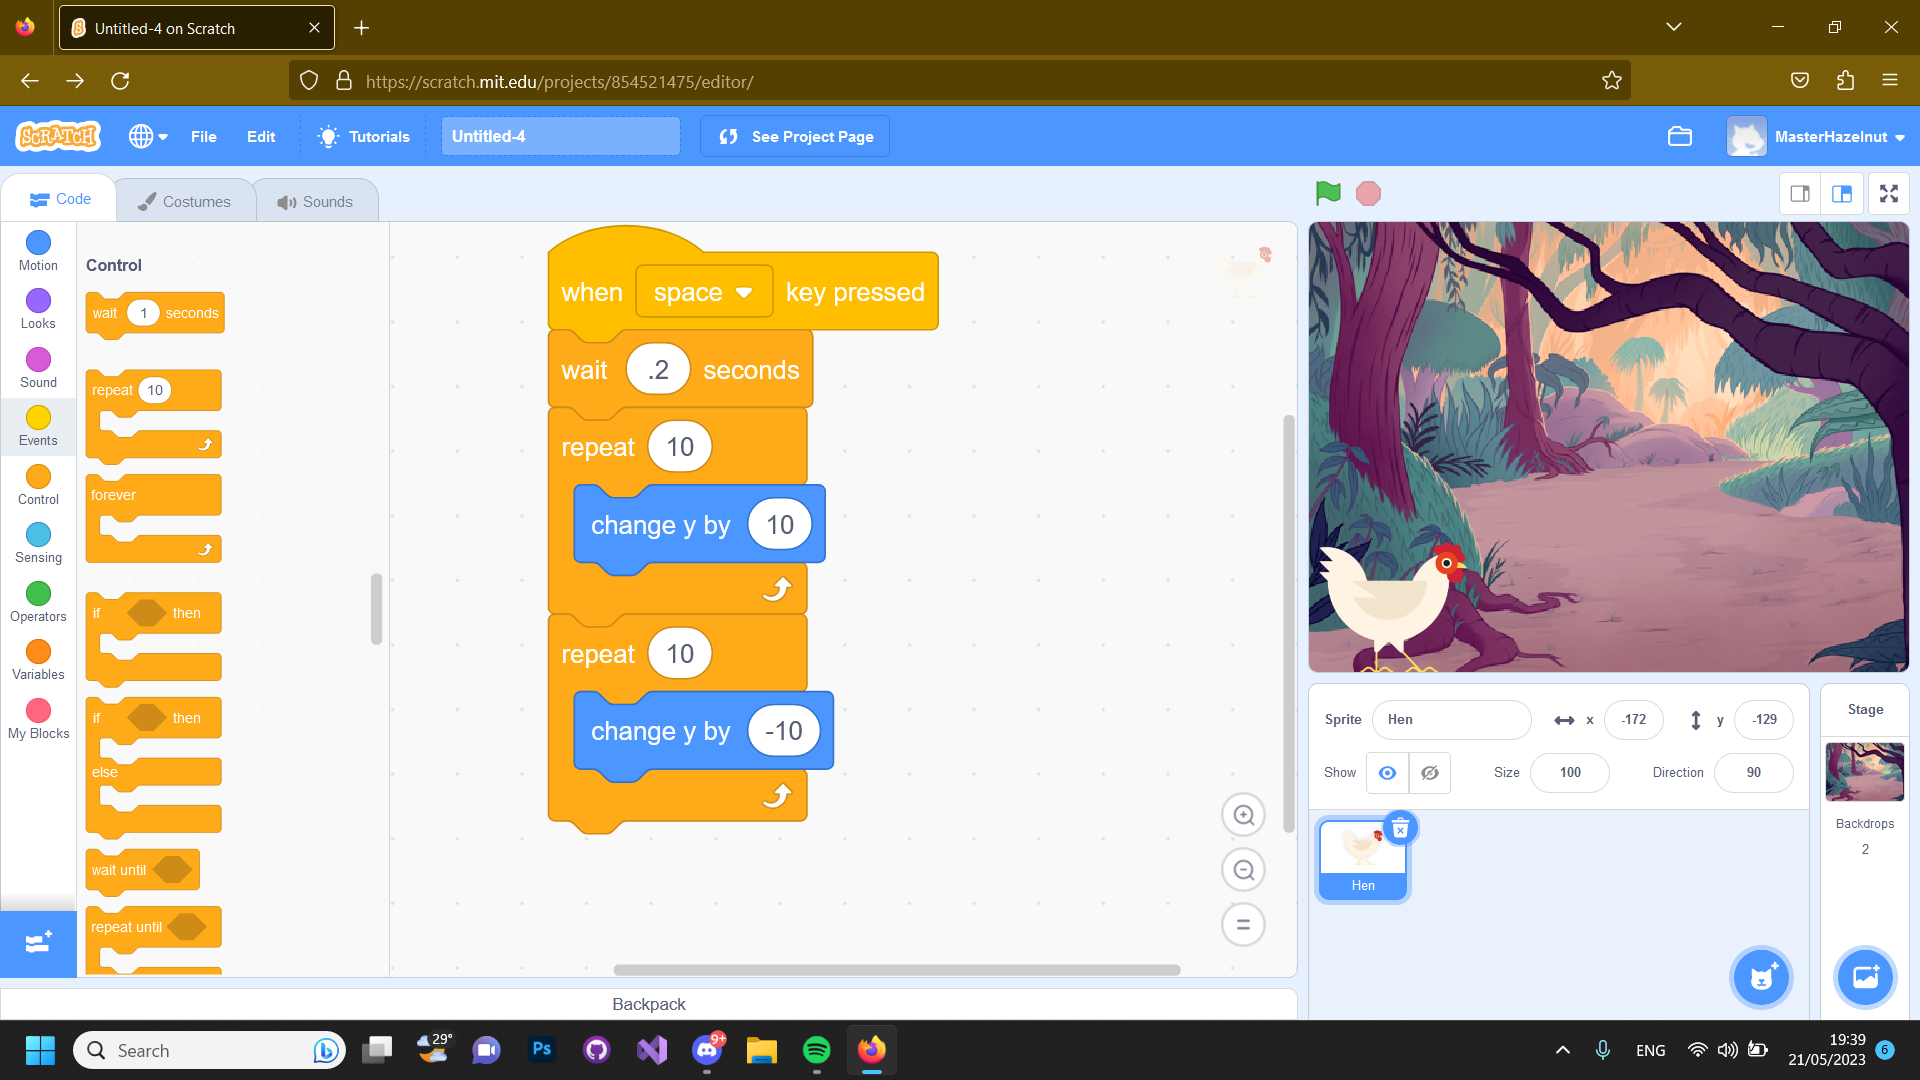 Untitled-4 on Scratch
https://scratch.mit.edu/projects/854521475/editor/
SCRATCH File Edit Tutorials Untitled-4 See Project Page MasterHazelnut
Code Costumes Sounds
Motion
Looks
Sound
Events
Control
Sensing
Operators
Variables
My Blocks
Control
wait 1 seconds
repeat 10
forever
if then
if then
else
wait until
repeat until
when space key pressed
wait .2 seconds
repeat 10
change y by 10
repeat 10
change y by -10
Backpack
Sprite Hen x -172 y -129
Show Size 100 Direction 90
Hen
Stage
Backdrops
2
Search 29° Ps 9+ ENG 19:39 6
21/05/2023